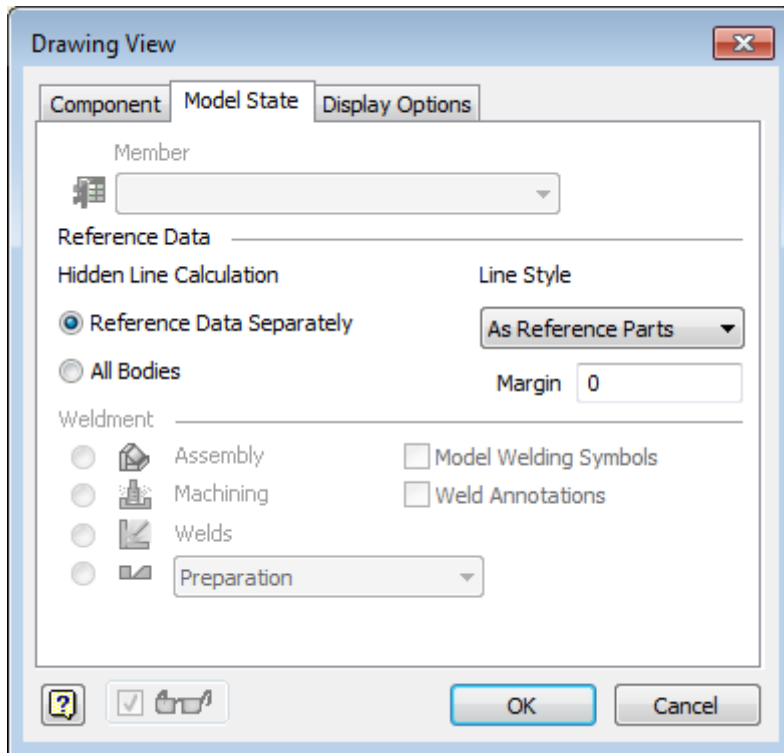 Drawing View
Component Model State Display Options
Member
Reference Data
Hidden Line Calculation Line Style
Reference Data Separately As Reference Parts
All Bodies Margin 0
Weldment
Assembly Model Welding Symbols
Machining Weld Annotations
Welds
Preparation
? OK Cancel